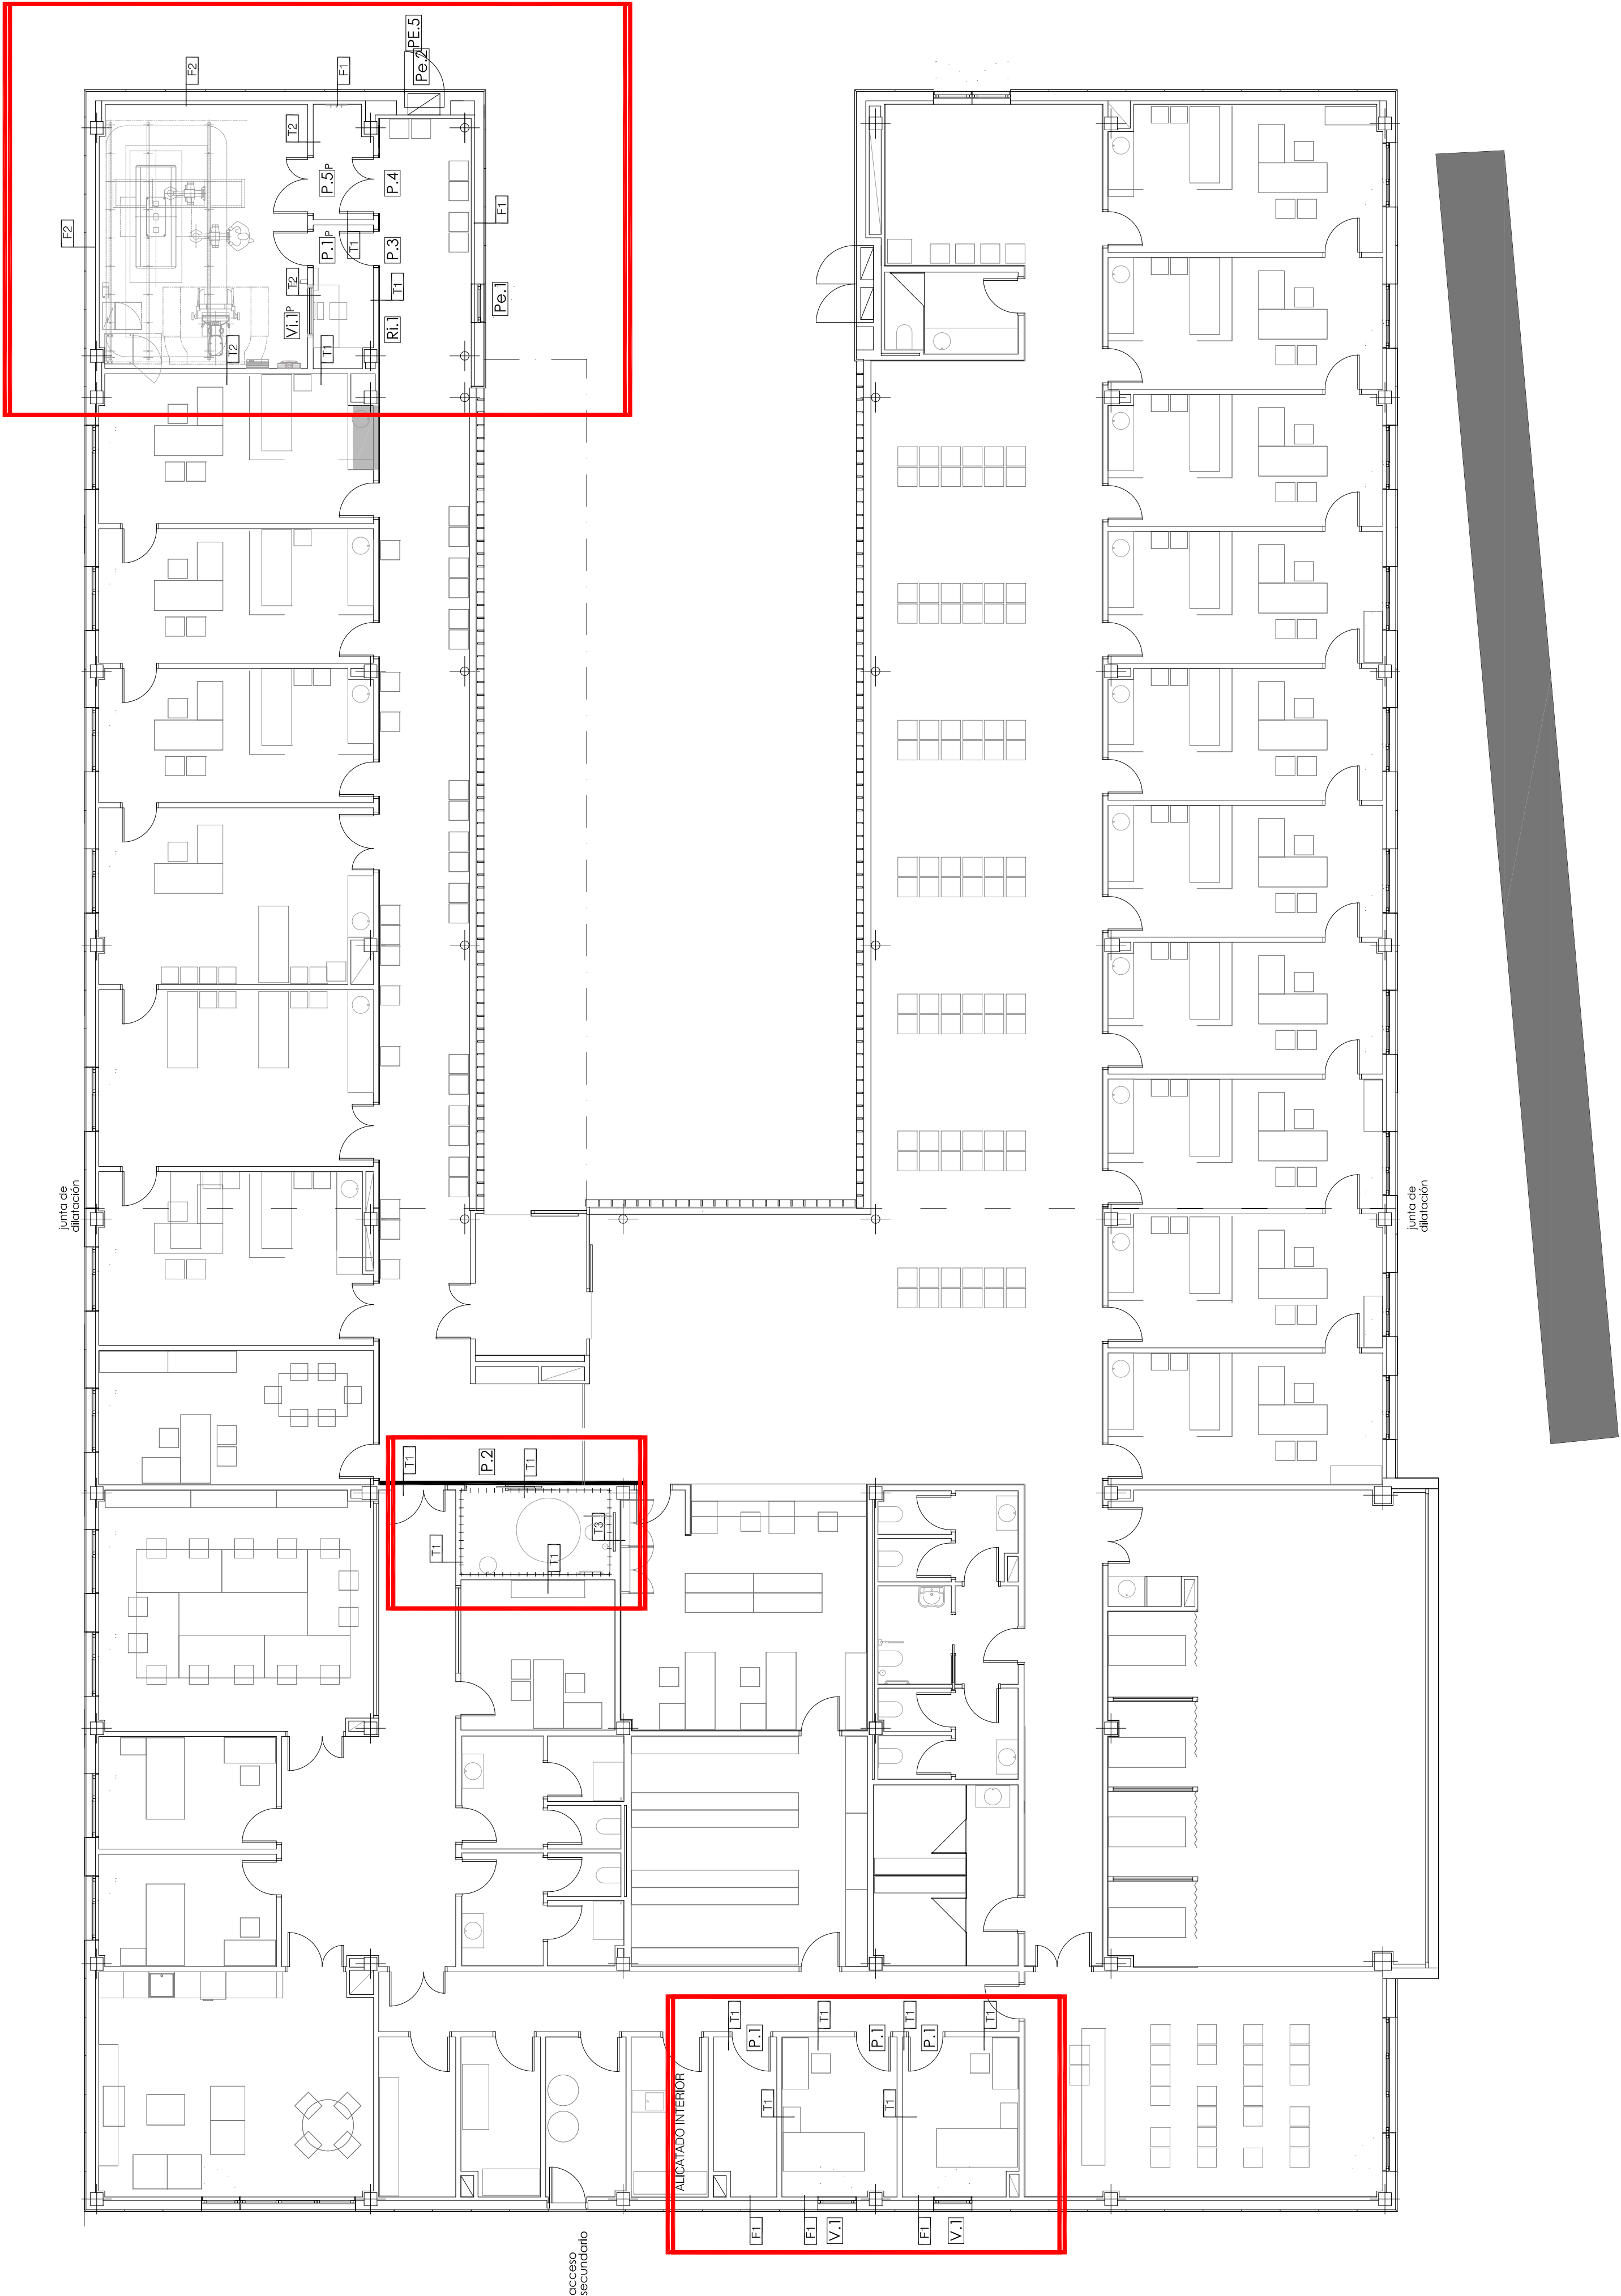 PE.5
Pe.2
F2
F1
T2
P.5
P
P.4
F1
F2
P.1
P
T1
P.3
T2
T1
Vi.1
P
Ri.1
Pe.1
T2
T1
junta de
dilatación
junta de
dilatación
T1
P.2
T1
T3
T1
T1
T1
T1
T1
T1
P.1
P.1
P.1
T1
T1
ALICATADO INTERIOR
F1
F1
V.1
F1
V.1
acceso
secundario